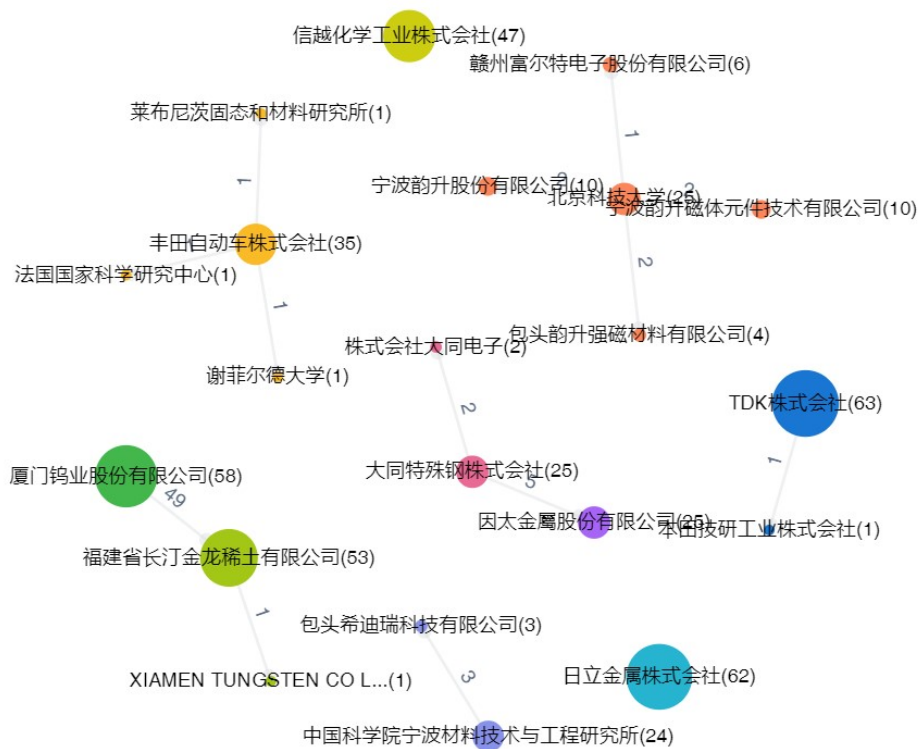 信越化学工业株式会社(47)
赣州富尔特电子股份有限公司(6)
莱布尼茨固态和材料研究所(1)
1
1
宁波韵升股份有限公司(10)
北京科技大学(25)
宁波韵升磁体元件技术有限公司(10)
丰田自动车株式会社(35)
法国国家科学研究中心(1)
2
1
包头韵升强磁材料有限公司(4)
株式会社大同电子(2)
谢菲尔德大学(1)
TDK株式会社(63)
2
1
大同特殊钢株式会社(25)
厦门钨业股份有限公司(58)
49
因太金屬股份有限公司(25)
本田技研工业株式会社(1)
福建省长汀金龙稀土有限公司(53)
1
包头希迪瑞科技有限公司(3)
3
XIAMEN TUNGSTEN CO L...(1)
日立金属株式会社(62)
中国科学院宁波材料技术与工程研究所(24)